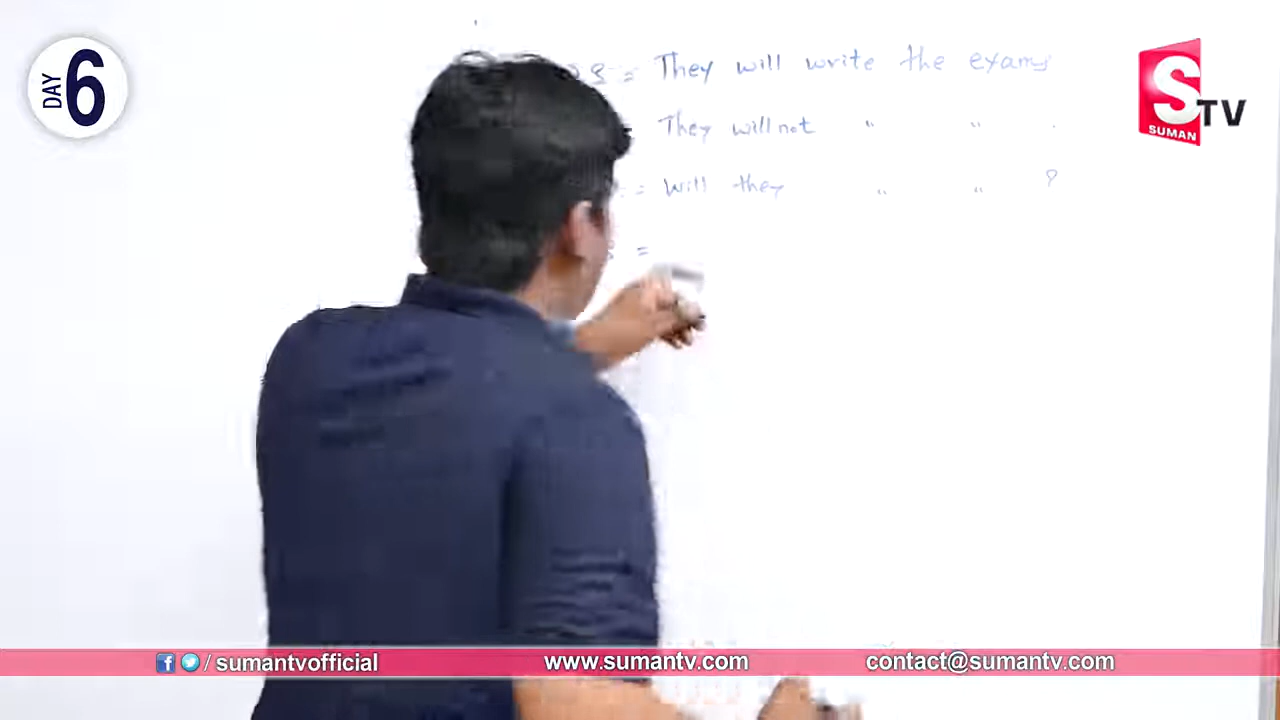 DAY 6
S = They will write the exams
= They will not " " .
= Will they " " ?
s =
S TV
SUMAN
/ sumantvofficial
www.sumantv.com
contact@sumantv.com